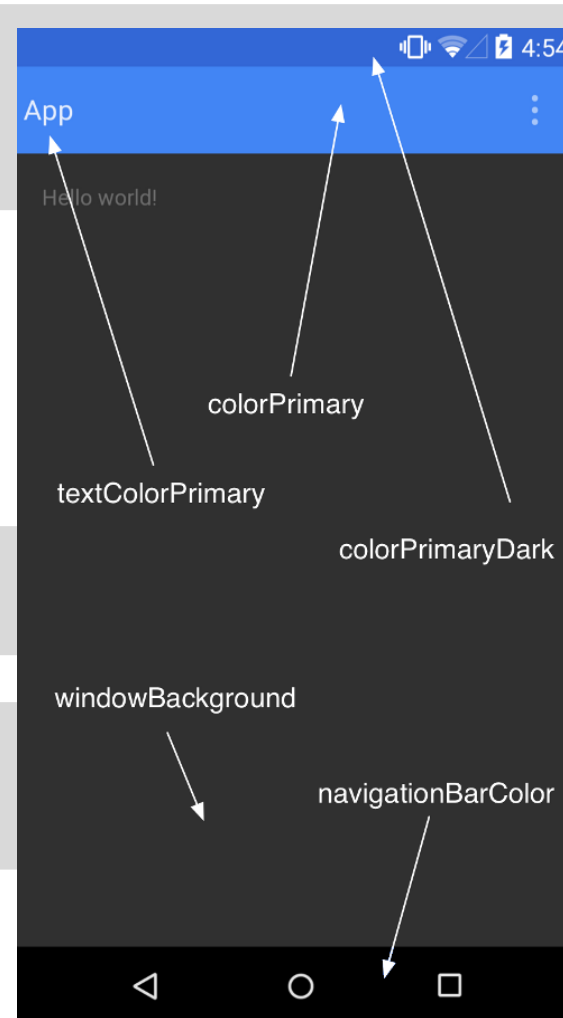 4:54
App
Hello world!
colorPrimary
textColorPrimary
colorPrimaryDark
windowBackground
navigationBarColor